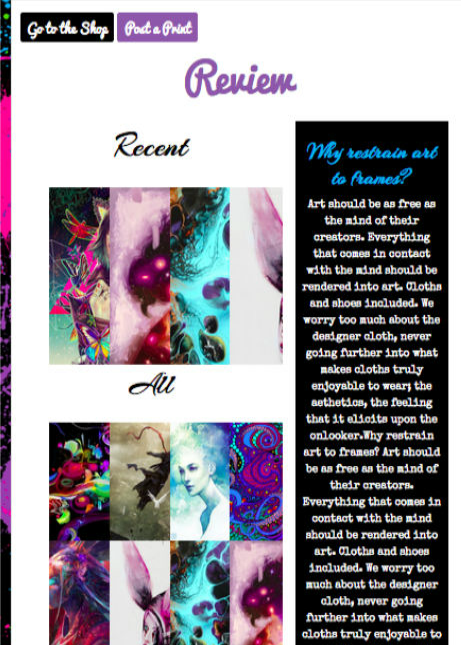 Go to the Shop
Post a Print
Review
Recent
All
Why restrain art
to frames?
Art should be as free as
the mind of their
creators. Everything
that comes in contact
with the mind should be
rendered into art. Cloths
and shoes included. We
worry too much about the
designer cloth, never
going further into what
makes cloths truly
enjoyable to wear; the
aethetics, the feeling
that it elicits upon the
onlooker.Why restrain
art to frames? Art should
be as free as the mind of
their creators.
Everything that comes in
contact with the mind
should be rendered into
art. Cloths and shoes
included. We worry too
much about the designer
cloth, never going
further into what makes
cloths truly enjoyable to